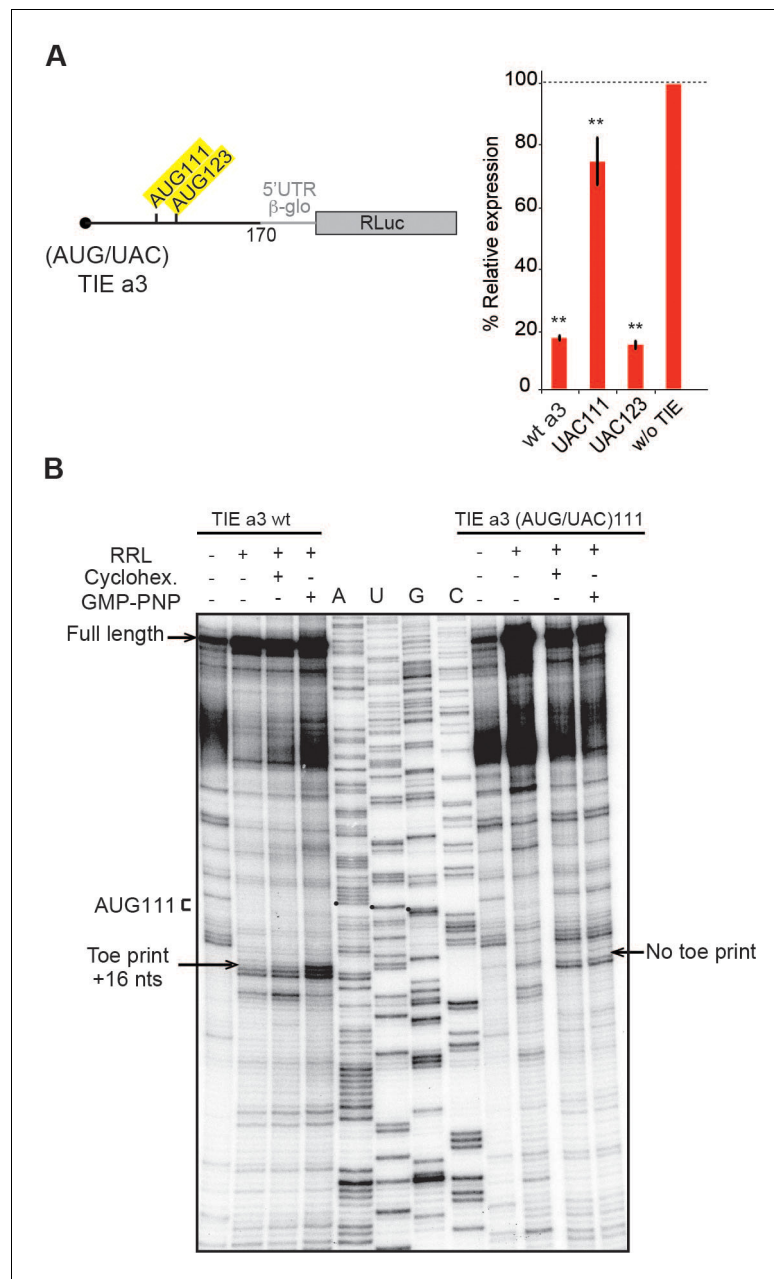 A
AUG111
AUG123
5'UTR
β-glo
RLuc
170
(AUG/UAC)
TIE a3
% Relative expression
100
80
60
40
20
0
**
**
**
wt a3
UAC111
UAC123
w/o TIE
B
TIE a3 wt
TIE a3 (AUG/UAC)111
RRL - + + + - + + +
Cyclohex. - - + - - - + -
GMP-PNP - - - + A U G C - - - +
Full length
AUG111
Toe print
+16 nts
No toe print